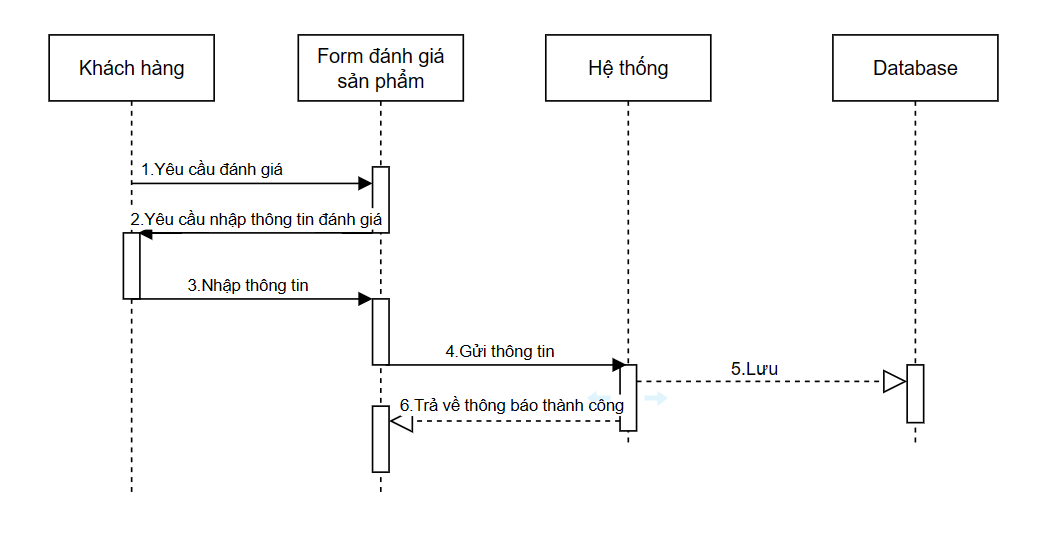 Khách hàng
Form đánh giá
sản phẩm
Hệ thống
Database
1.Yêu cầu đánh giá
2.Yêu cầu nhập thông tin đánh giá
3.Nhập thông tin
4.Gửi thông tin
5.Lưu
6.Trả về thông báo thành công